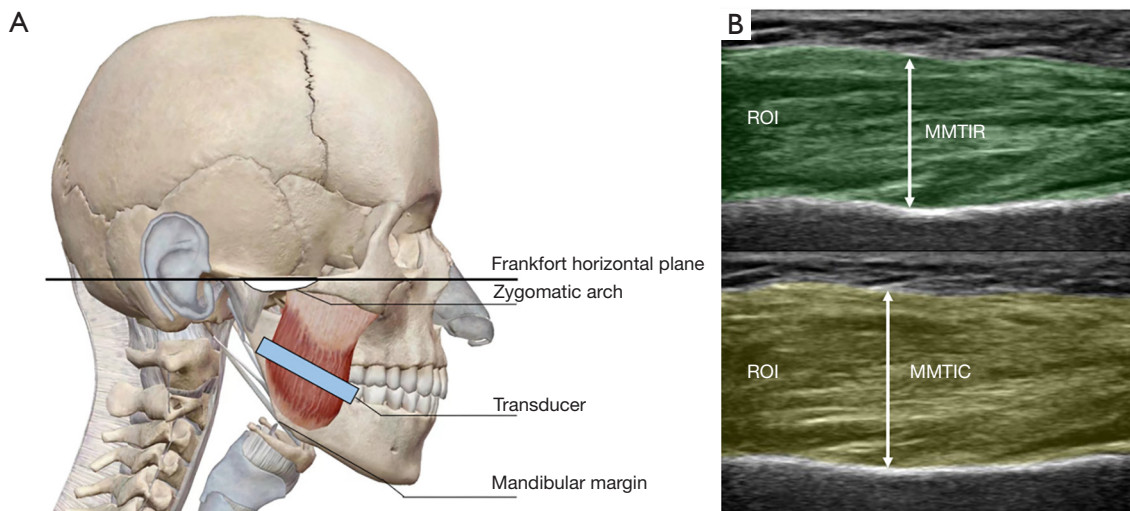 A
Frankfort horizontal plane
Zygomatic arch
Transducer
Mandibular margin
B
ROI
MMTIR
ROI
MMTIC